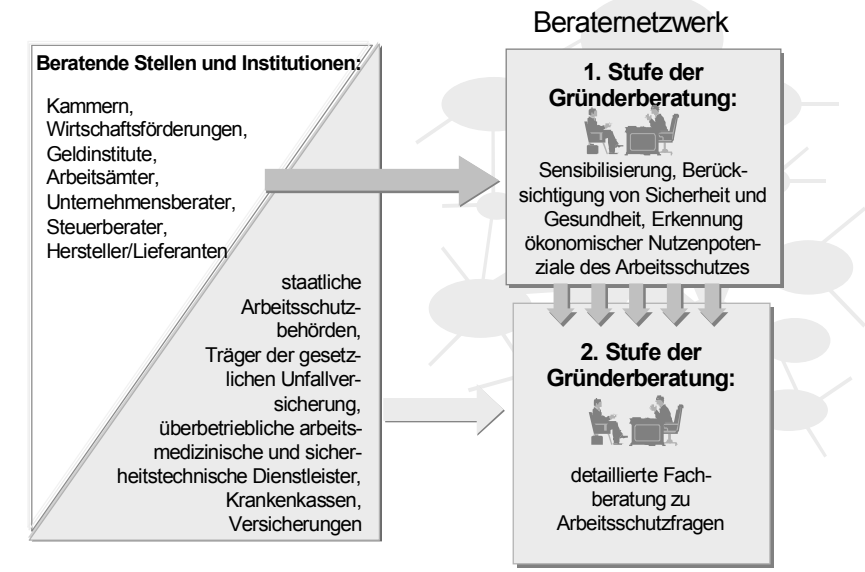 Beraternetzwerk
Beratende Stellen und Institutionen:
Kammern,
Wirtschaftsförderungen,
Geldinstitute,
Arbeitsämter,
Unternehmensberater,
Steuerberater,
Hersteller/Lieferanten
staatliche
Arbeitsschutz-
behörden,
Träger der gesetz-
lichen Unfallver-
sicherung,
überbetriebliche arbeits-
medizinische und sicher-
heitstechnische Dienstleister,
Krankenkassen,
Versicherungen
1. Stufe der
Gründerberatung:
Sensibilisierung, Berück-
sichtigung von Sicherheit und
Gesundheit, Erkennung
ökonomischer Nutzenpoten-
ziale des Arbeitsschutzes
2. Stufe der
Gründerberatung:
detaillierte Fach-
beratung zu
Arbeitsschutzfragen